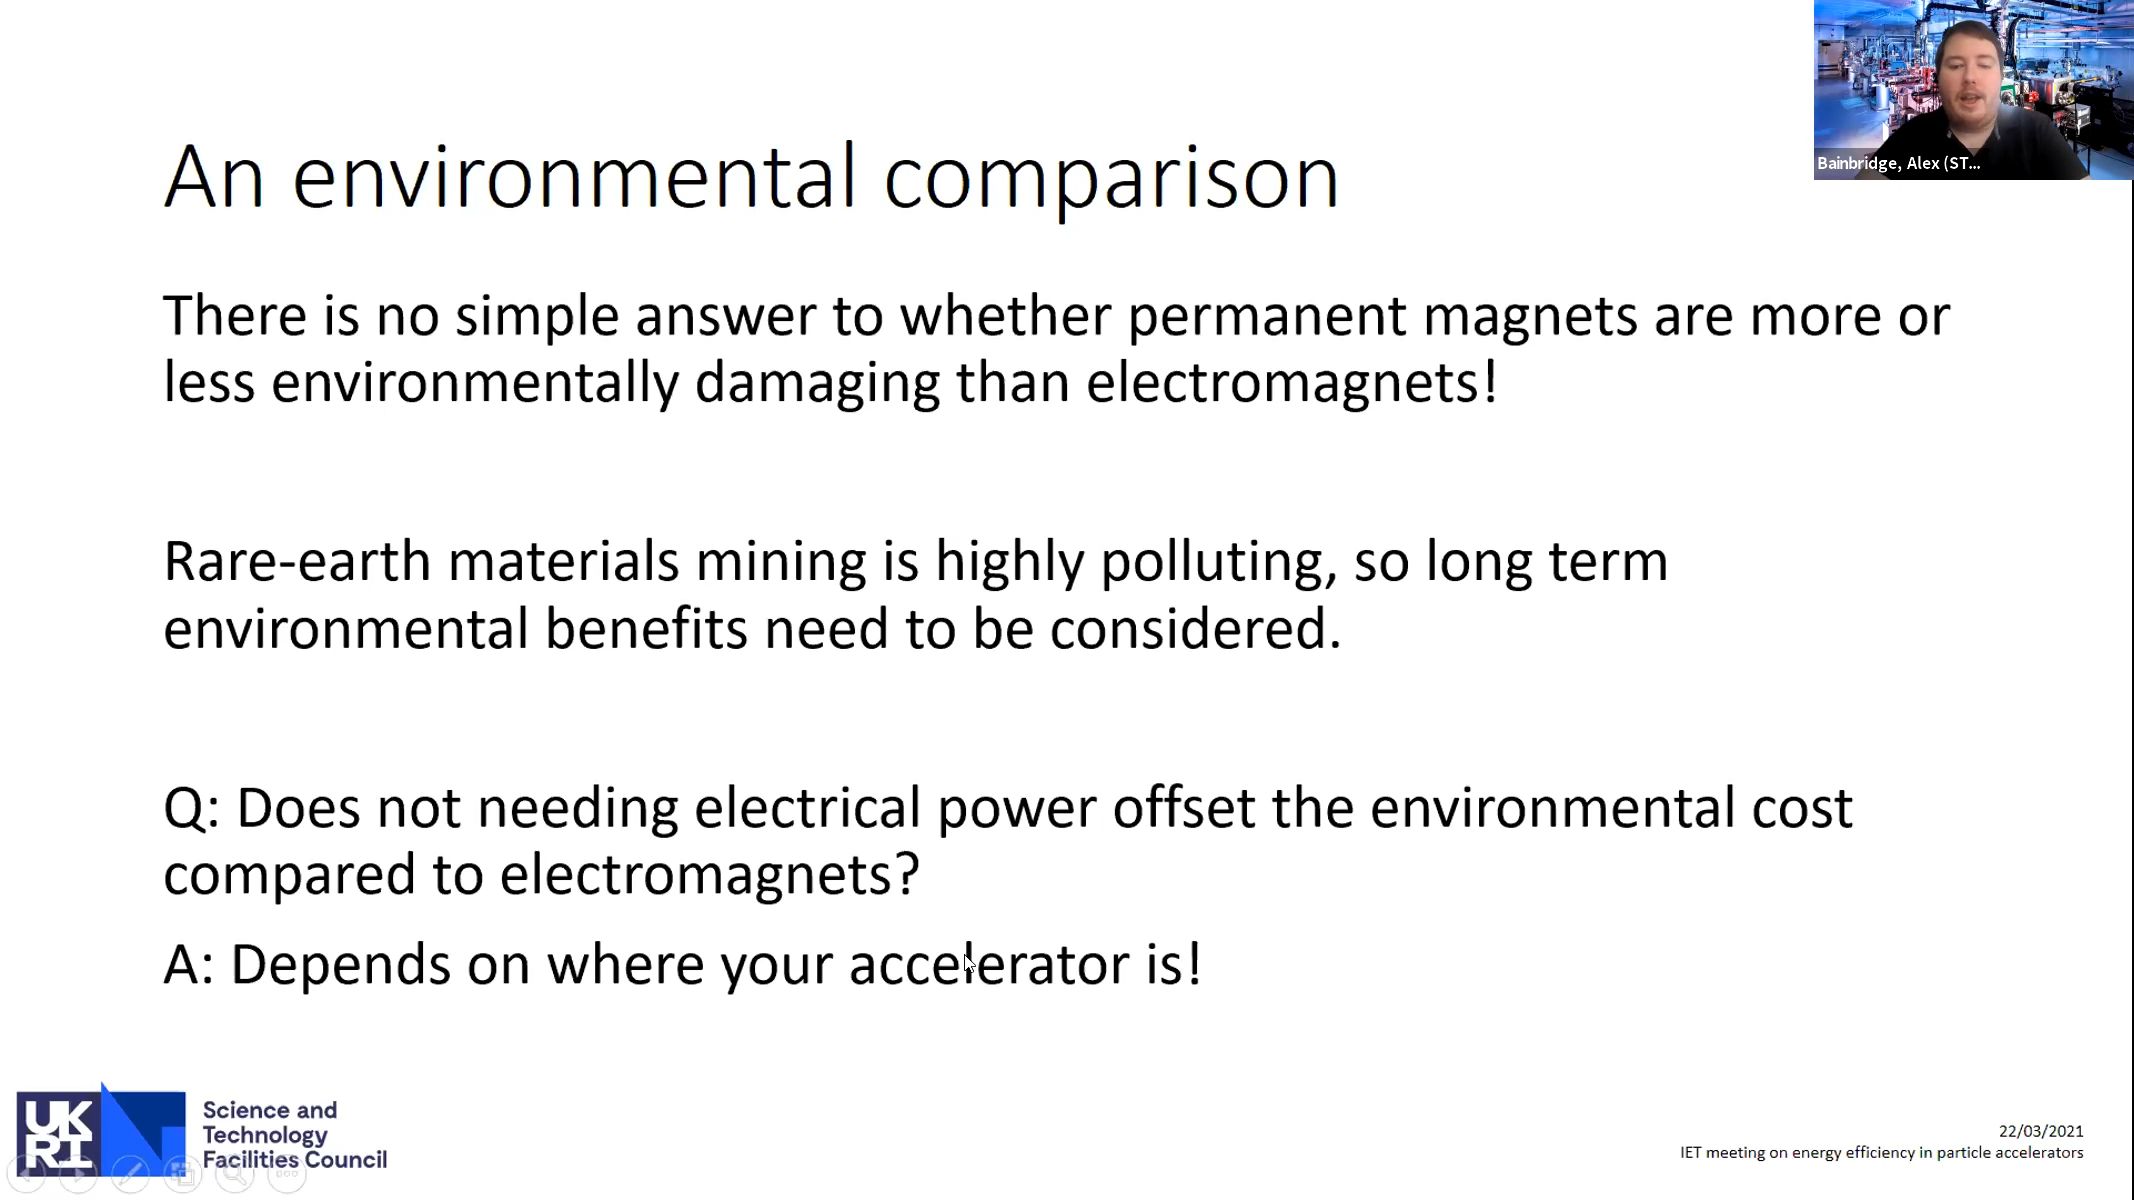 Bainbridge, Alex (ST...
An environmental comparison
There is no simple answer to whether permanent magnets are more or
less environmentally damaging than electromagnets!
Rare-earth materials mining is highly polluting, so long term
environmental benefits need to be considered.
Q: Does not needing electrical power offset the environmental cost
compared to electromagnets?
A: Depends on where your accelerator is!
UK
RI
Science and
Technology
Facilities Council
22/03/2021
IET meeting on energy efficiency in particle accelerators